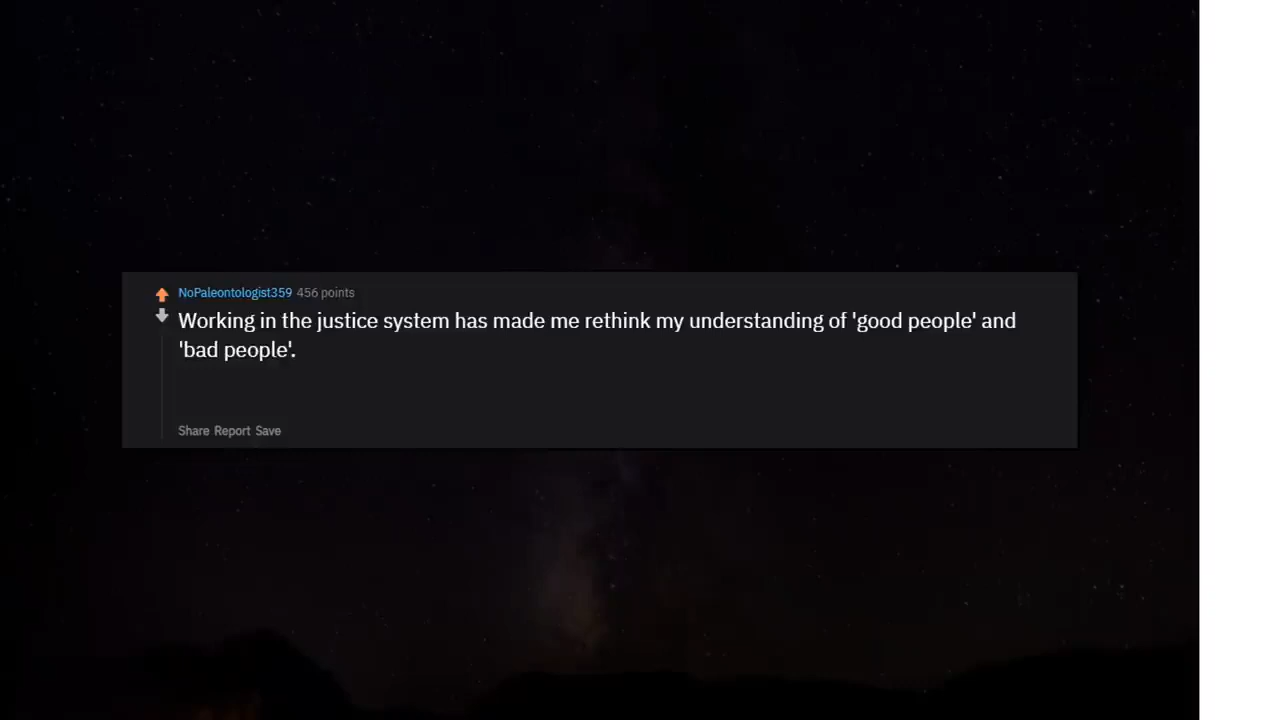 NoPaleontologist359 456 points
Working in the justice system has made me rethink my understanding of 'good people' and
'bad people'.
Share Report Save